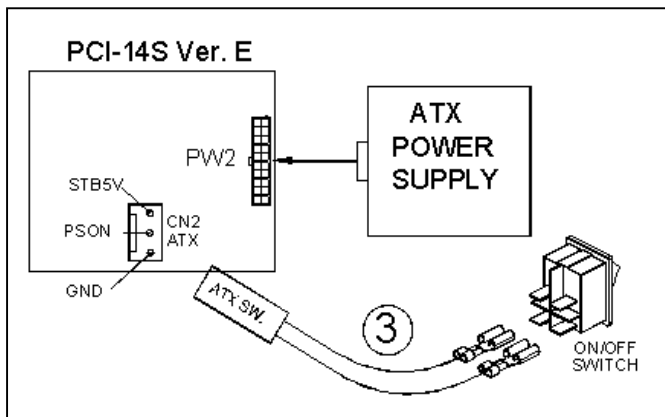 PCI-14S Ver. E
ATX
POWER
SUPPLY
PW2
STB5V
PSON
CN2
ATX
GND
ATX SW.
3
ON/OFF
SWITCH